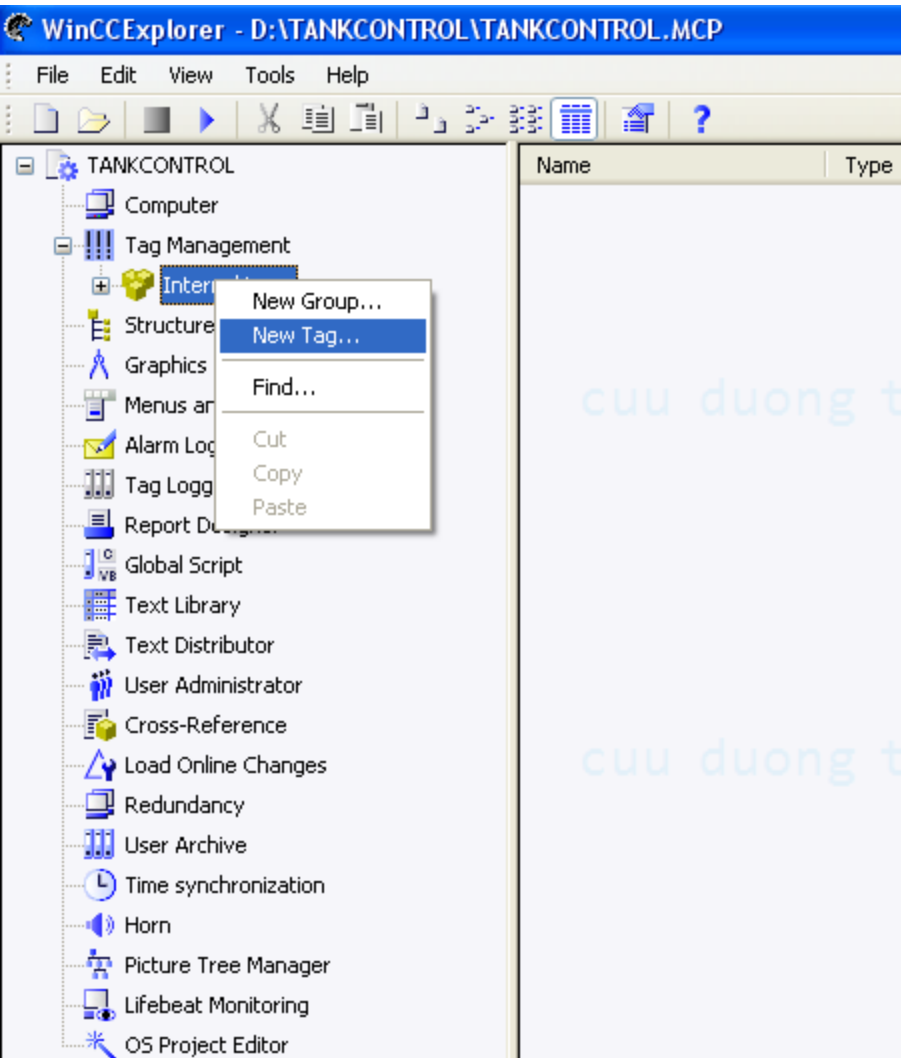 WinCCExplorer - D:\TANKCONTROL\TANKCONTROL.MCP
File Edit View Tools Help
TANKCONTROL
Name Type
Computer
Tag Management
New Group...
Structure
New Tag...
Graphics
Find...
Menus
cuu duong t
Alarm
Cut
Copy
Tag
Paste
Report
Global Script
Text Library
Text Distributor
User Administrator
Cross-Reference
Load Online Changes
cuu duong t
Redundancy
User Archive
Time synchronization
Horn
Picture Tree Manager
Lifebeat Monitoring
OS Project Editor